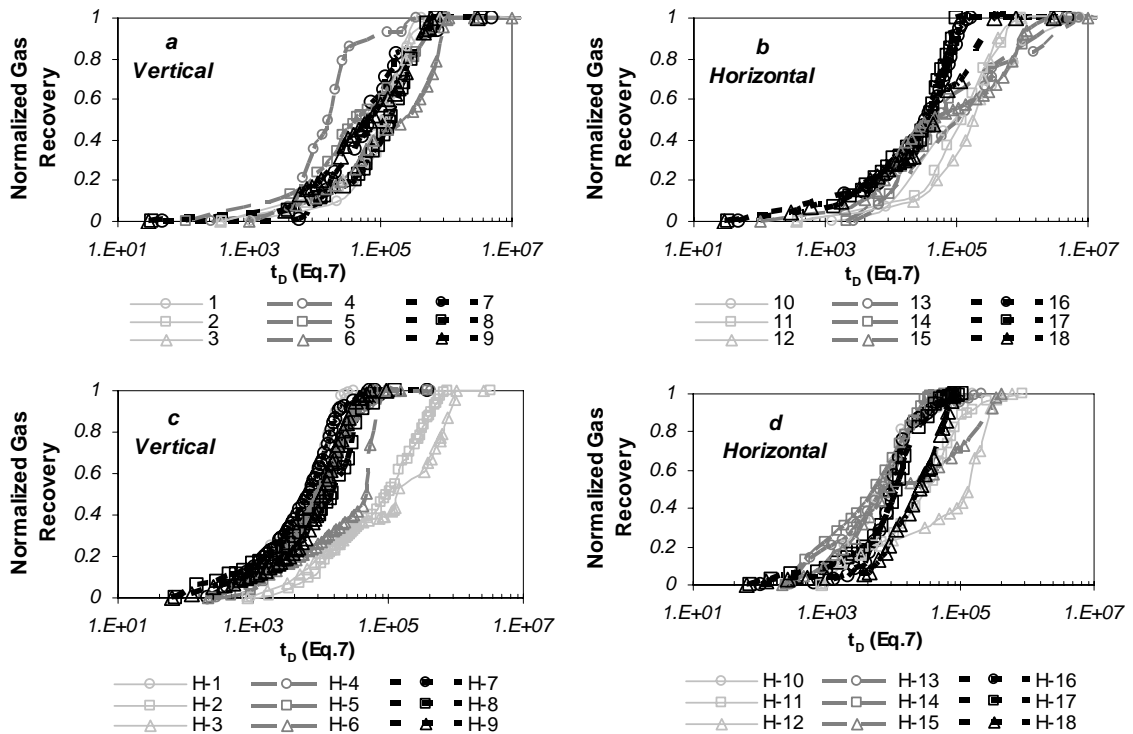 Normalized Gas
Recovery
1
0.8
0.6
0.4
0.2
0
a
Vertical
1.E+01 1.E+03 1.E+05 1.E+07
tD (Eq.7)
1 4 7
2 5 8
3 6 9
Normalized Gas
Recovery
1
0.8
0.6
0.4
0.2
0
b
Horizontal
1.E+01 1.E+03 1.E+05 1.E+07
tD (Eq.7)
10 13 16
11 14 17
12 15 18
Normalized Gas
Recovery
1
0.8
0.6
0.4
0.2
0
c
Vertical
1.E+01 1.E+03 1.E+05 1.E+07
tD (Eq.7)
H-1 H-4 H-7
H-2 H-5 H-8
H-3 H-6 H-9
Normalized Gas
Recovery
1
0.8
0.6
0.4
0.2
0
d
Horizontal
1.E+01 1.E+03 1.E+05 1.E+07
tD (Eq.7)
H-10 H-13 H-16
H-11 H-14 H-17
H-12 H-15 H-18